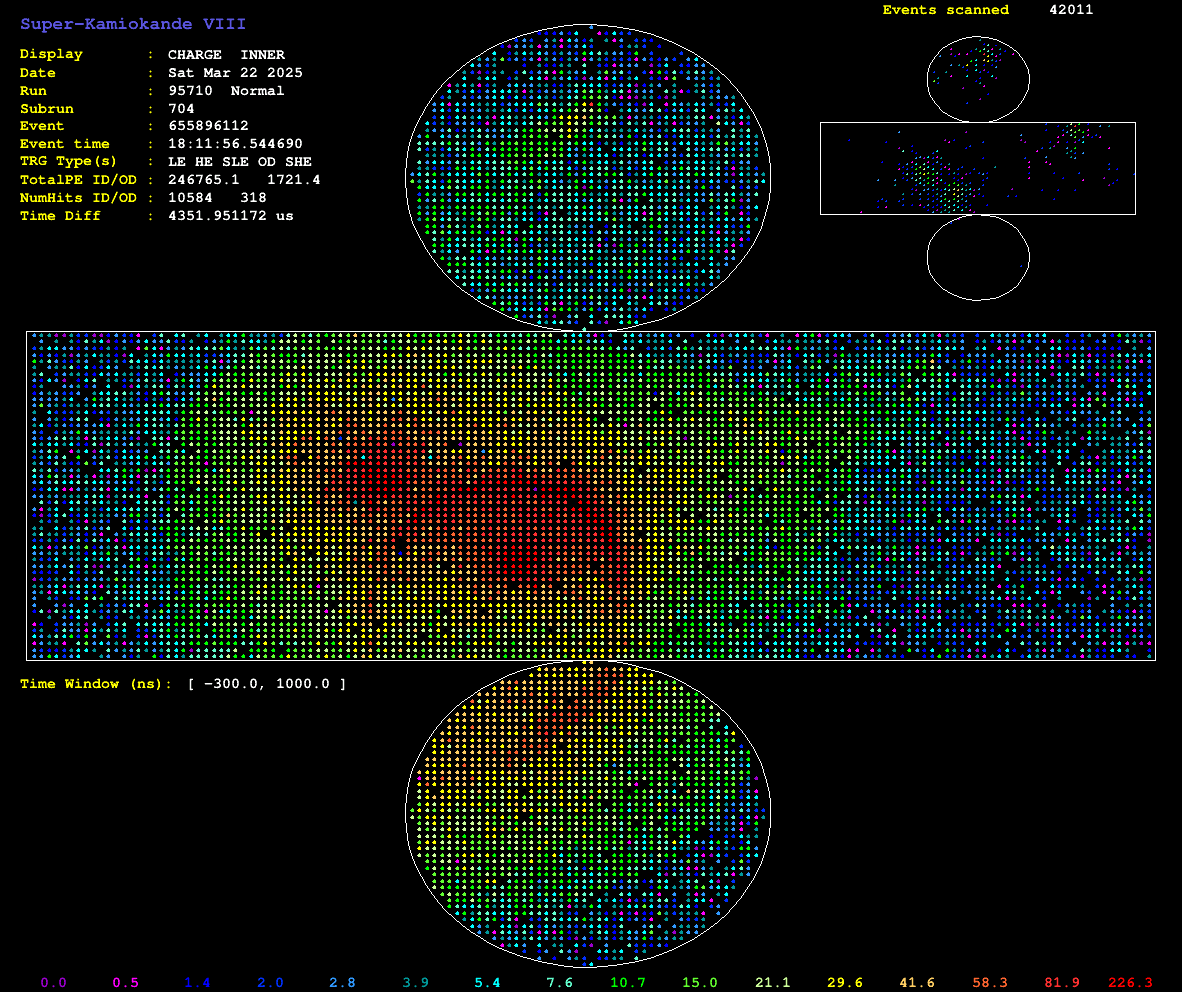 Super-Kamiokande VIII
Events scanned 42011
Display : CHARGE INNER
Date : Sat Mar 22 2025
Run : 95710 Normal
Subrun : 704
Event : 655896112
Event time : 18:11:56.544690
TRG Type(s) : LE HE SLE OD SHE
TotalPE ID/OD : 246765.1 1721.4
NumHits ID/OD : 10584 318
Time Diff : 4351.951172 us
Time Window (ns): [ -300.0, 1000.0 ]
0.0 0.5 1.4 2.0 2.8 3.9 5.4 7.6 10.7 15.0 21.1 29.6 41.6 58.3 81.9 226.3